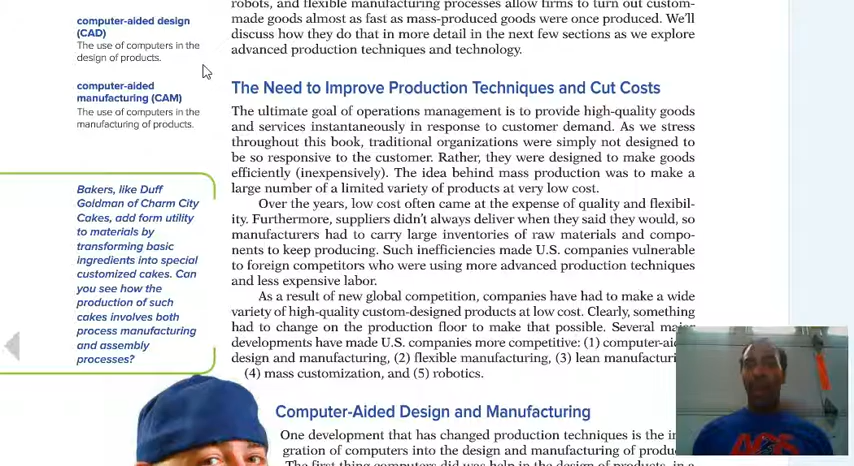 computer-aided design
(CAD)
The use of computers in the
design of products.
computer-aided
manufacturing (CAM)
The use of computers in the
manufacturing of products.
Bakers, like Duff
Goldman of Charm City
Cakes, add form utility
to materials by
transforming basic
ingredients into special
customized cakes. Can
you see how the
production of such
cakes involves both
process manufacturing
and assembly
processes?
robots, and flexible manufacturing processes allow firms to turn out custom-
made goods almost as fast as mass-produced goods were once produced. We'll
discuss how they do that in more detail in the next few sections as we explore
advanced production techniques and technology.
The Need to Improve Production Techniques and Cut Costs
The ultimate goal of operations management is to provide high-quality goods
and services instantaneously in response to customer demand. As we stress
throughout this book, traditional organizations were simply not designed to
be so responsive to the customer. Rather, they were designed to make goods
efficiently (inexpensively). The idea behind mass production was to make a
large number of a limited variety of products at very low cost.
Over the years, low cost often came at the expense of quality and flexibil-
ity. Furthermore, suppliers didn't always deliver when they said they would, so
manufacturers had to carry large inventories of raw materials and compo-
nents to keep producing. Such inefficiencies made U.S. companies vulnerable
to foreign competitors who were using more advanced production techniques
and less expensive labor.
As a result of new global competition, companies have had to make a wide
variety of high-quality custom-designed products at low cost. Clearly, something
had to change on the production floor to make that possible. Several major
developments have made U.S. companies more competitive: (1) computer-ai
design and manufacturing, (2) flexible manufacturing, (3) lean manufacturi
(4) mass customization, and (5) robotics.
Computer-Aided Design and Manufacturing
One development that has changed production techniques is the in
gration of computers into the design and manufacturing of produ
The first thing computers did was help in the design of products, in a